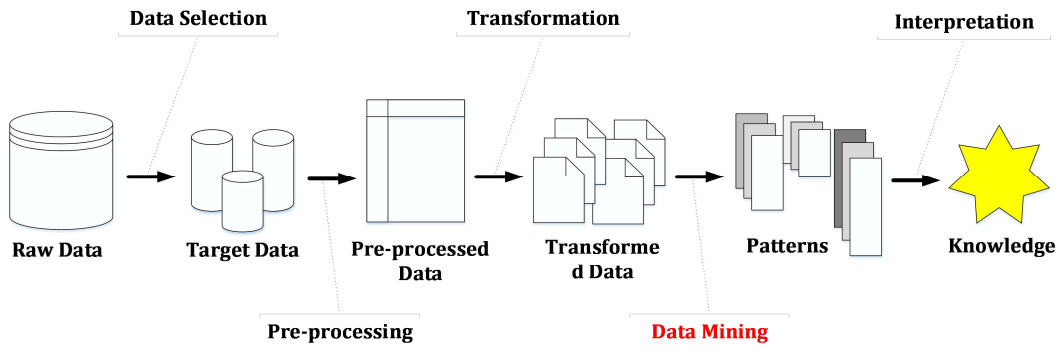 Data Selection
Transformation
Interpretation
Raw Data
Target Data
Pre-processed
Data
Transforme
d Data
Patterns
Knowledge
Pre-processing
Data Mining